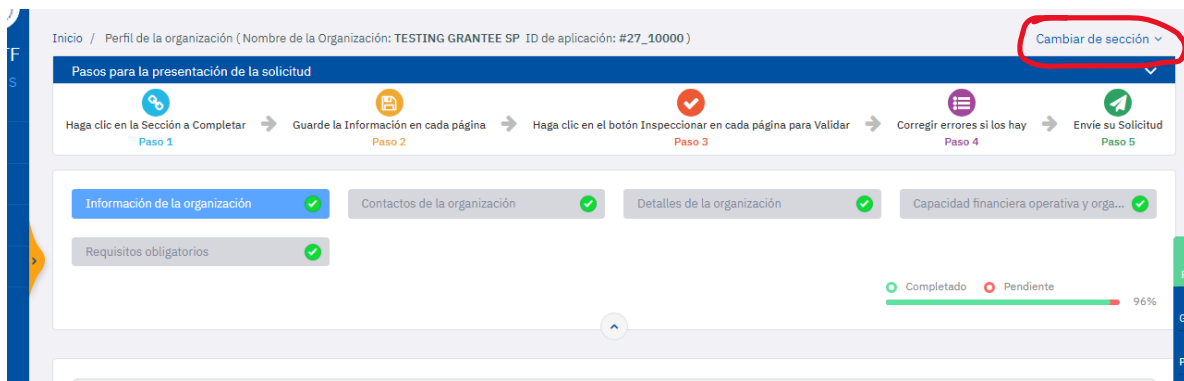 Inicio / Perfil de la organización ( Nombre de la Organización: TESTING GRANTEE SP ID de aplicación: #27_10000 )
Cambiar de sección
TF
S
Pasos para la presentación de la solicitud
Haga clic en la Sección a Completar
Paso 1
Guarde la Información en cada página
Paso 2
Haga clic en el botón Inspeccionar en cada página para Validar
Paso 3
Corregir errores si los hay
Paso 4
Envíe su Solicitud
Paso 5
Información de la organización
Contactos de la organización
Detalles de la organización
Capacidad financiera operativa y orga...
Requisitos obligatorios
Completado
Pendiente
96%